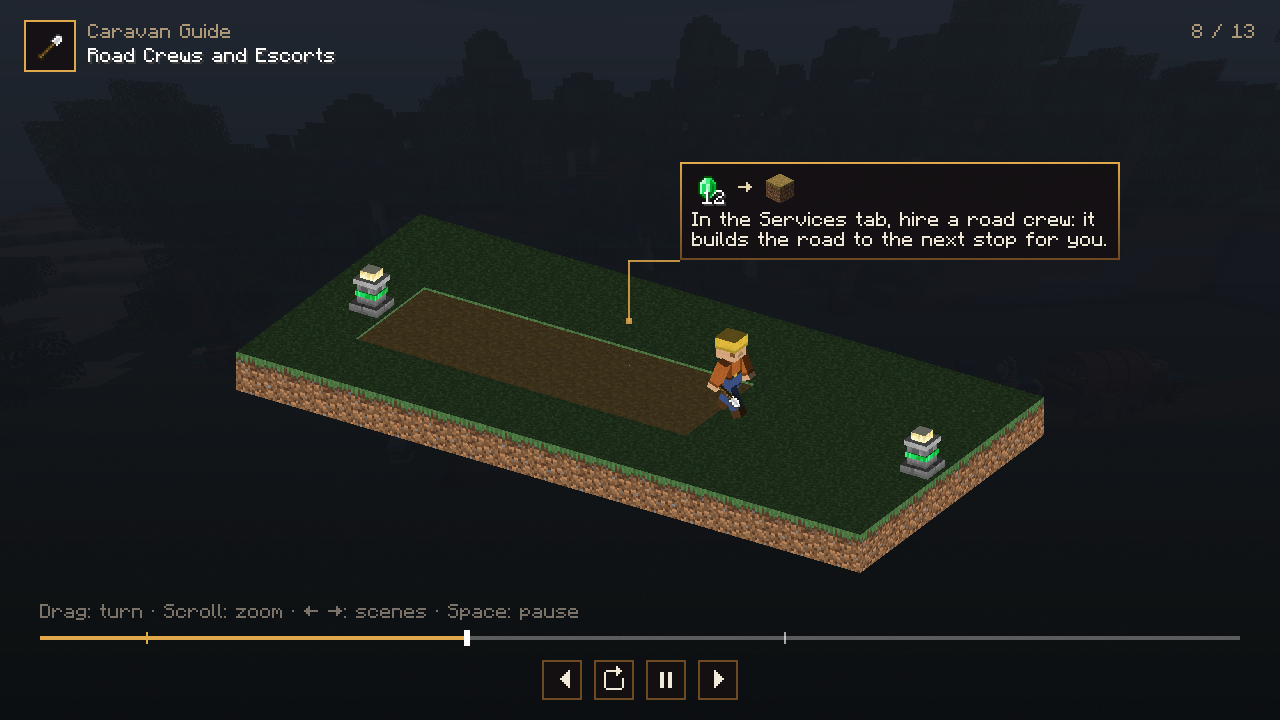 Caravan Guide
Road Crews and Escorts
8 / 13
12
In the Services tab, hire a road crew: it
builds the road to the next stop for you.
Drag: turn · Scroll: zoom · ← →: scenes · Space: pause